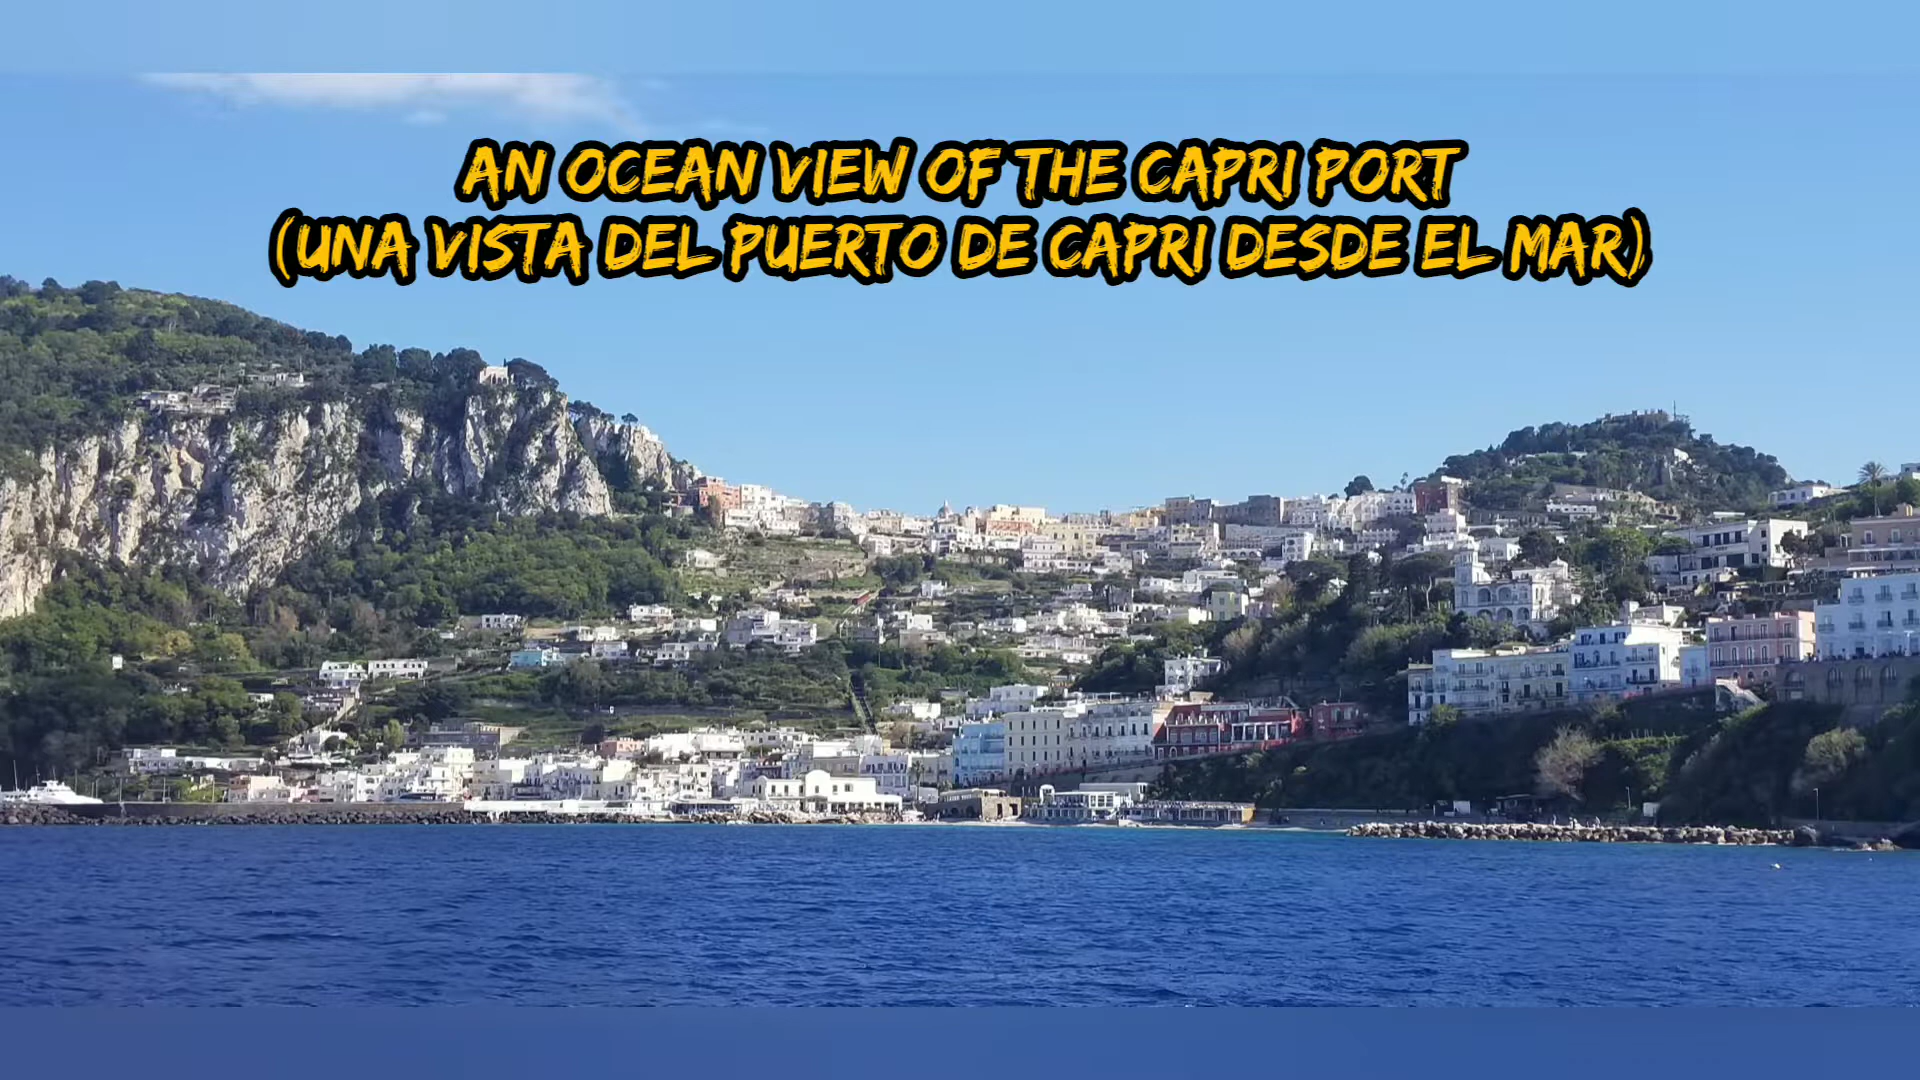 AN OCEAN VIEW OF THE CAPRI PORT
(UNA VISTA DEL PUERTO DE CAPRI DESDE EL MAR)